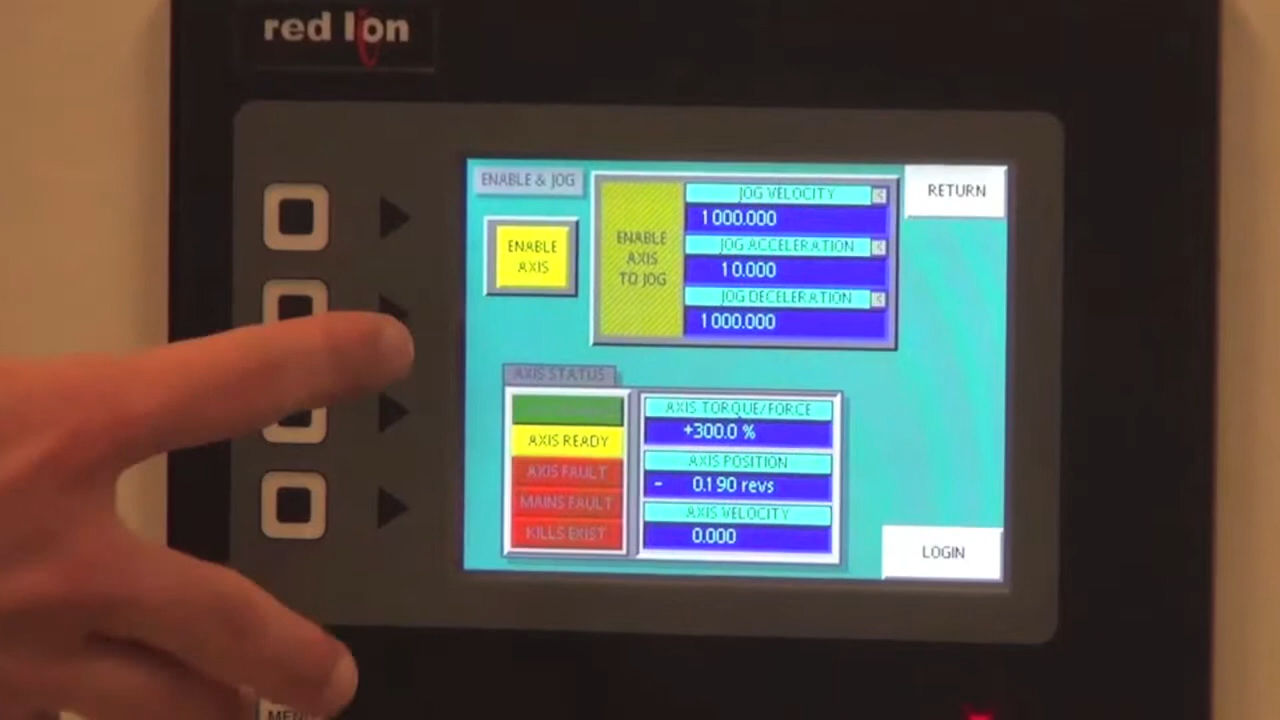 red lion
ENABLE & JOG
ENABLE
AXIS
ENABLE
AXIS
TO JOG
JOG VELOCITY
1000.000
JOG ACCELERATION
10.000
JOG DECELERATION
1000.000
RETURN
AXIS STATUS
AXIS READY
AXIS FAULT
MAINS FAULT
KILLS EXIST
AXIS TORQUE/FORCE
+300.0 %
AXIS POSITION
- 0.190 revs
AXIS VELOCITY
0.000
LOGIN